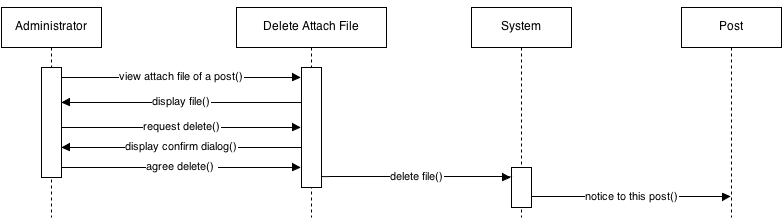 Administrator
Delete Attach File
System
Post
view attach file of a post()
display file()
request delete()
display confirm dialog()
agree delete()
delete file()
notice to this post()